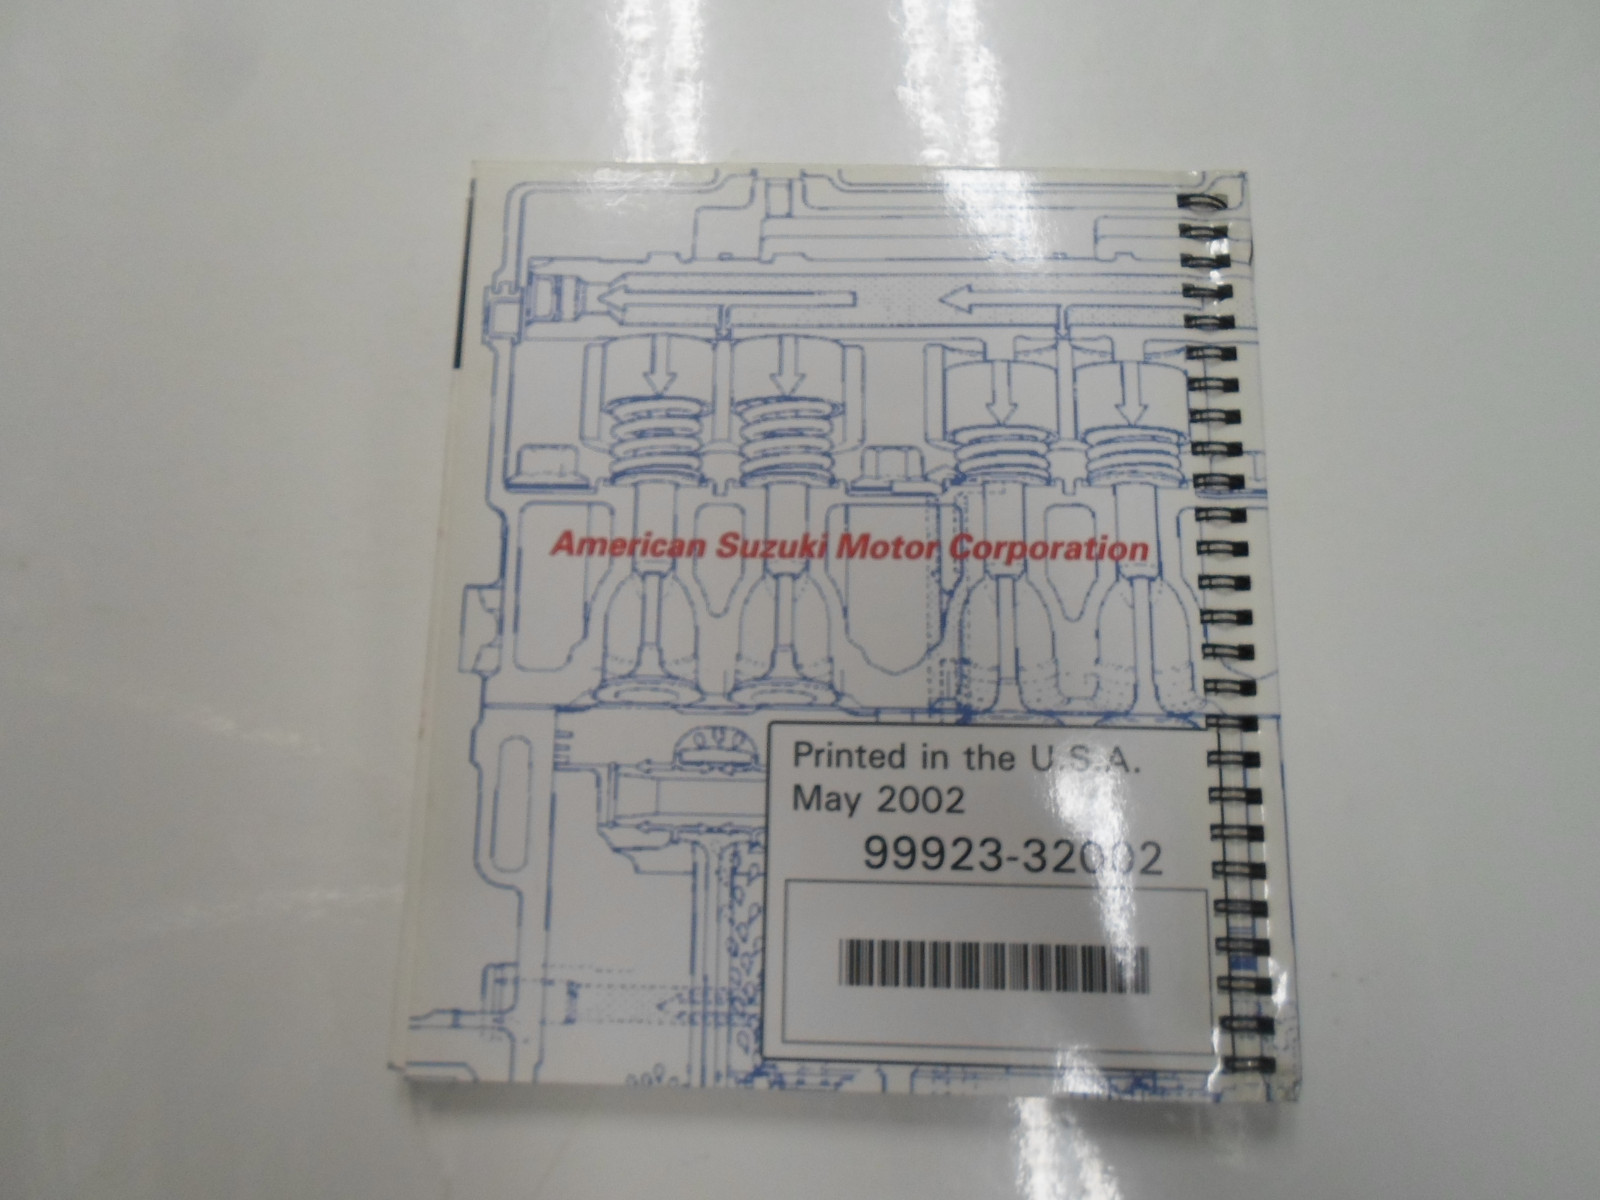 American Suzuki Motor Corporation
Printed in the U.S.A.
May 2002
99923-32002